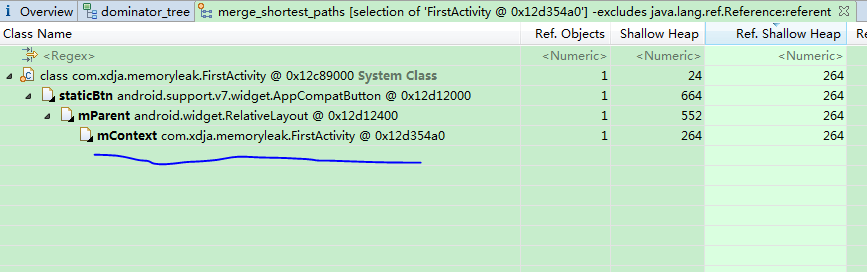 Overview dominator_tree merge_shortest_paths [selection of 'FirstActivity @ 0x12d354a0'] -excludes java.lang.ref.Reference:referent
Class Name Ref. Objects Shallow Heap Ref. Shallow Heap Re
<Regex> <Numeric> <Numeric> <Numeric>
class com.xdja.memoryleak.FirstActivity @ 0x12c89000 System Class 1 24 264
staticBtn android.support.v7.widget.AppCompatButton @ 0x12d12000 1 664 264
mParent android.widget.RelativeLayout @ 0x12d12400 1 552 264
mContext com.xdja.memoryleak.FirstActivity @ 0x12d354a0 1 264 264